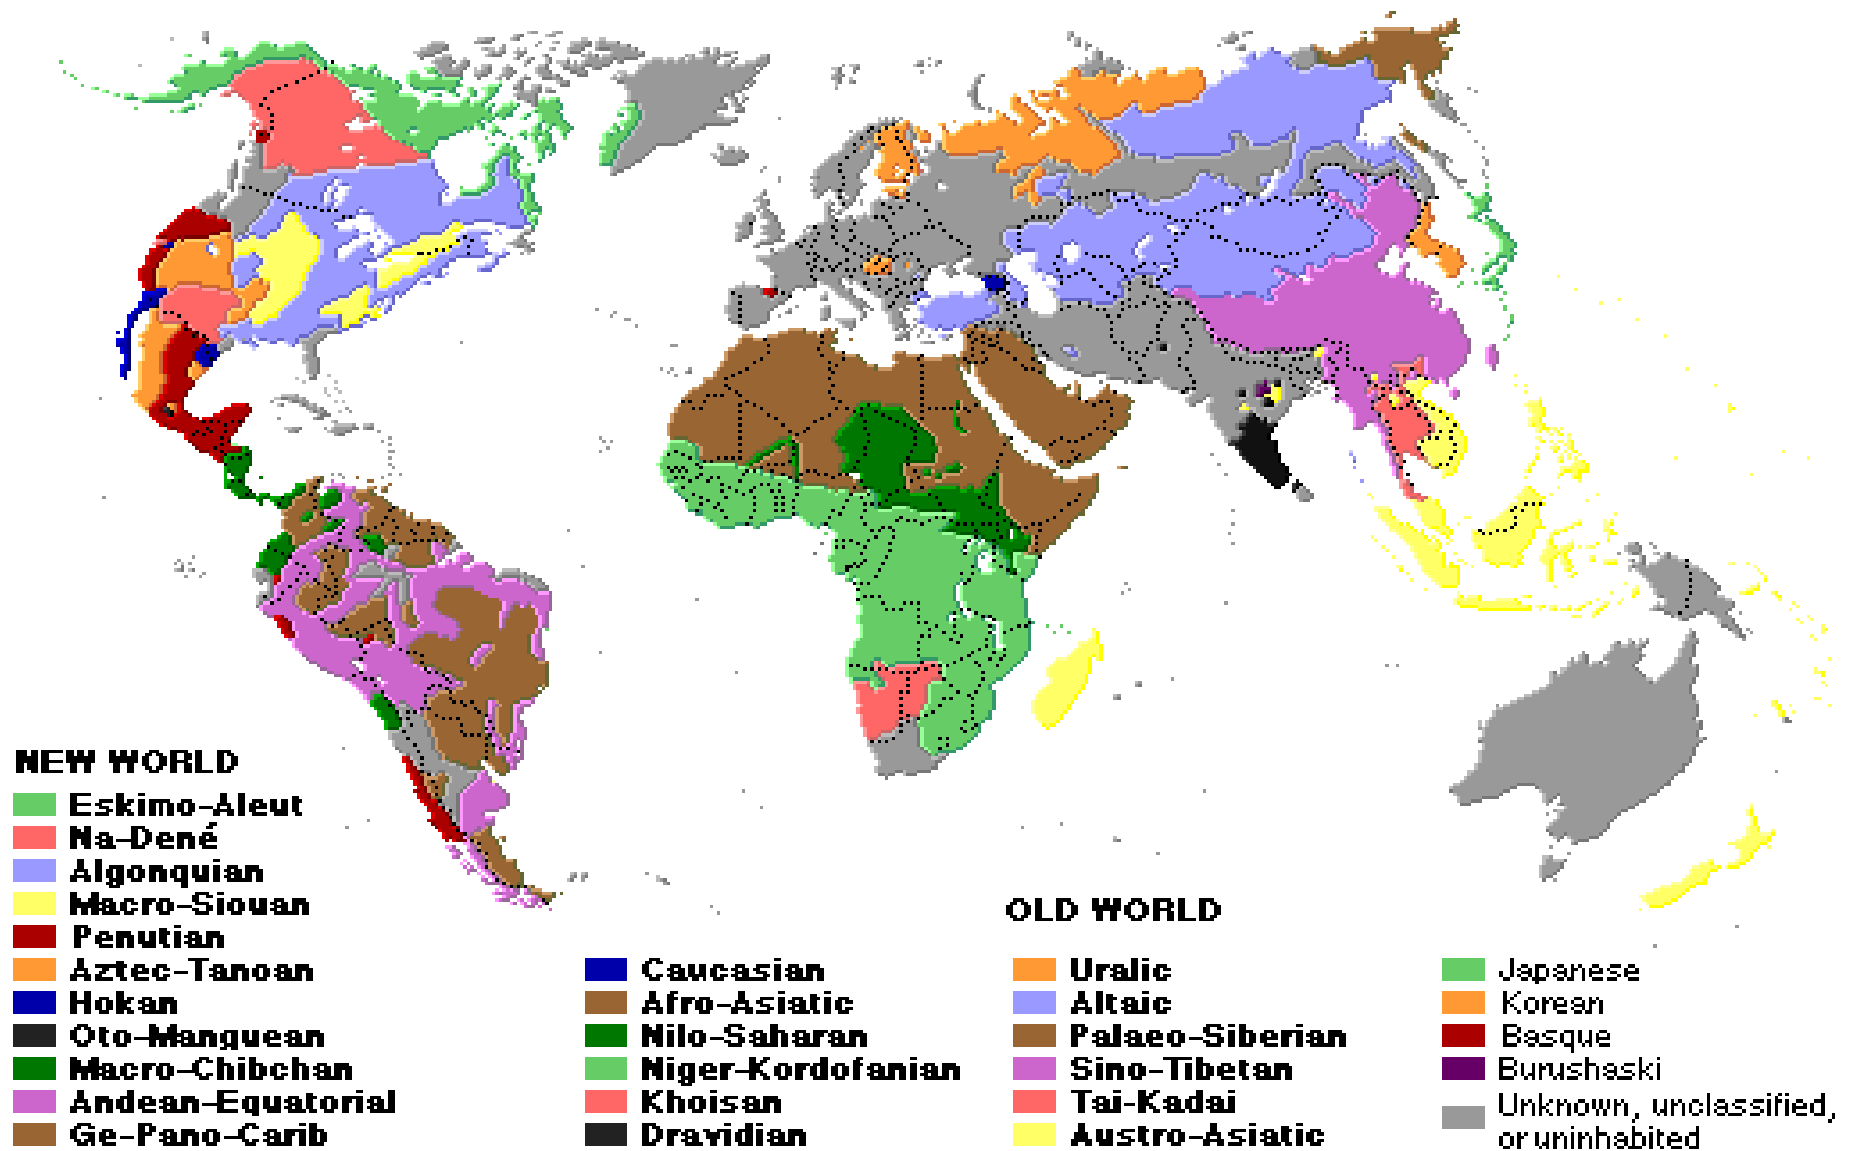 NEW WORLD
Eskimo-Aleut
Na-Dené
Algonquian
Macro-Siouan
Penutian
Aztec-Tanoan
Hokan
Oto-Manguean
Macro-Chibchan
Andean-Equatorial
Ge-Pano-Carib
Caucasian
Afro-Asiatic
Nilo-Saharan
Niger-Kordofanian
Khoisan
Dravidian
OLD WORLD
Uralic
Altaic
Palaeo-Siberian
Sino-Tibetan
Tai-Kadai
Austro-Asiatic
Japanese
Korean
Basque
Burushaski
Unknown, unclassified,
or uninhabited